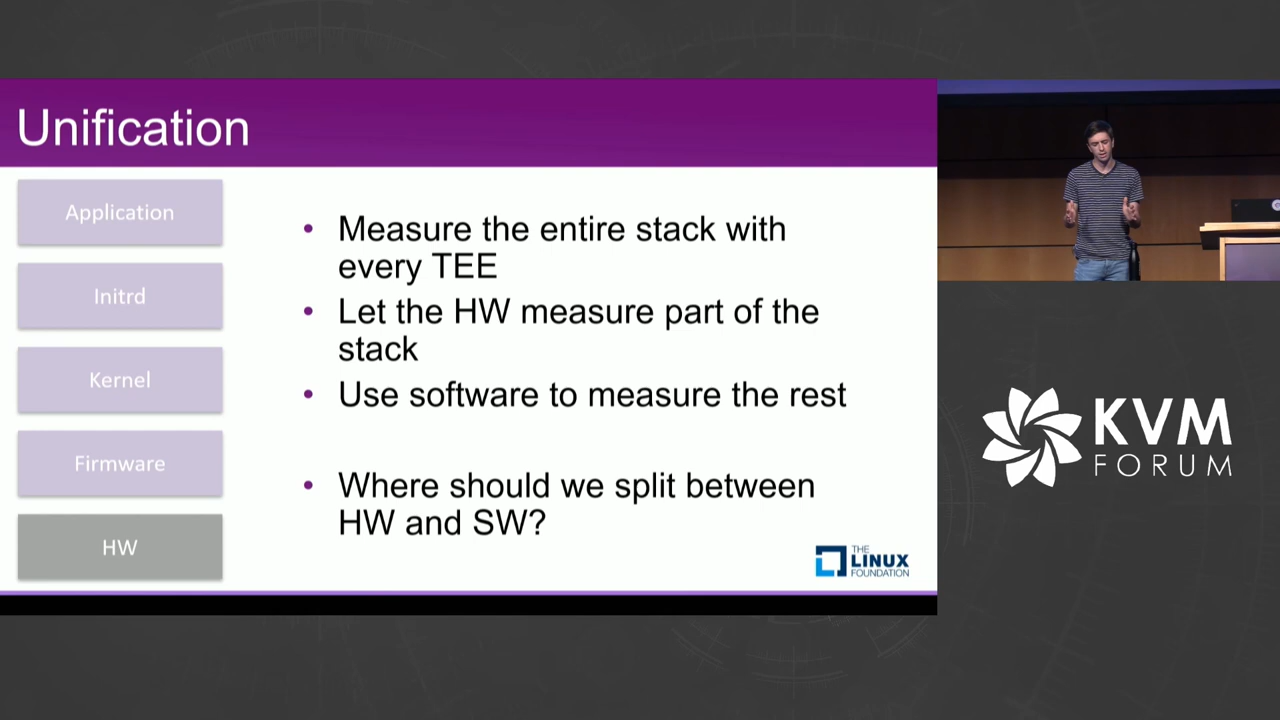 Unification
Application
Initrd
Kernel
Firmware
HW
• Measure the entire stack with
every TEE
• Let the HW measure part of the
stack
• Use software to measure the rest
• Where should we split between
HW and SW?
THE
LINUX
FOUNDATION
KVM
FORUM